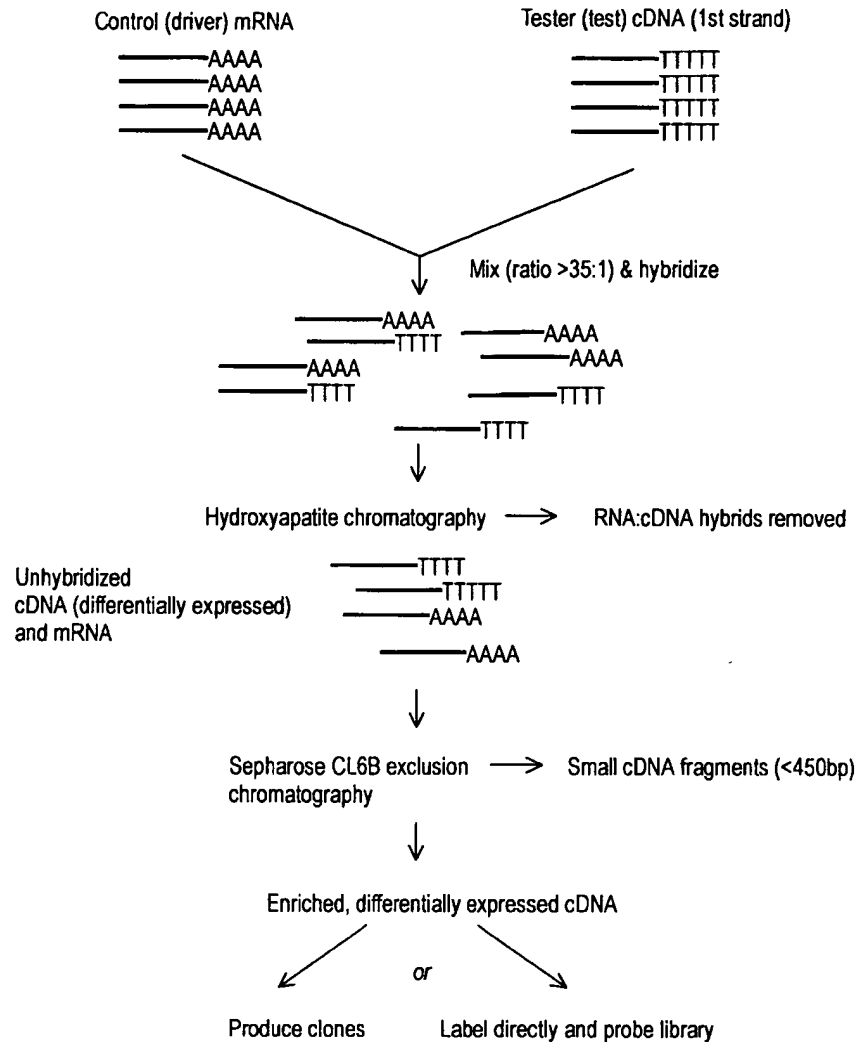 Control (driver) mRNA
Tester (test) cDNA (1st strand)
AAAA
AAAA
AAAA
AAAA
TTTTT
TTTTT
TTTTT
TTTTT
Mix (ratio >35:1) & hybridize
AAAA
TTTT
AAAA
AAAA
AAAA
TTTT
TTTT
TTTT
Hydroxyapatite chromatography
RNA:cDNA hybrids removed
Unhybridized
cDNA (differentially expressed)
and mRNA
TTTT
TTTTT
AAAA
AAAA
Sepharose CL6B exclusion
chromatography
Small cDNA fragments (<450bp)
Enriched, differentially expressed cDNA
or
Produce clones
Label directly and probe library